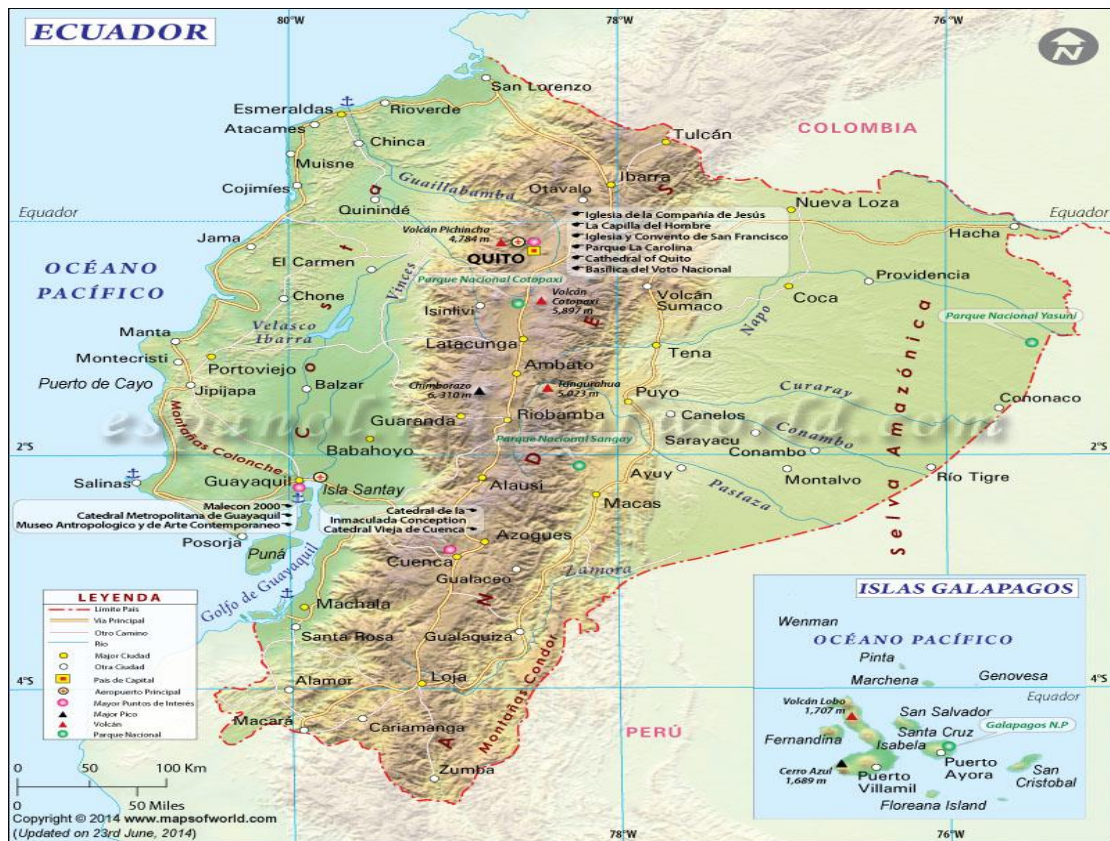 ECUADOR
80°W
78°W
76°W
N
COLOMBIA
San Lorenzo
Esmeraldas
Rioverde
Atacames
Chinca
Tulcán
Muisne
Ibarra
Cojimíes
Guaillabamba
Otavalo
Quinindé
Nueva Loza
Equador
Equador
Hacha
Volcán Pichincha
4,784 m
Iglesia de la Compañía de Jesús
La Capilla del Hombre
Iglesia y Convento de San Francisco
Parque La Carolina
Cathedral of Quito
Basílica del Voto Nacional
Jama
QUITO
El Carmen
OCÉANO
PACÍFICO
Vinces
Parque Nacional Cotopaxi
Providencia
Chone
Volcán
Cotopaxi
5,897 m
Volcán
Sumaco
Coca
Isinlivi
Napo
Parque Nacional Yasuni
Manta
Velasco
Ibarra
Latacunga
Tena
Montecristi
Portoviejo
Ambato
Puerto de Cayo
Jipijapa
Balzar
Chimborazo
6,310 m
Tungurahua
5,023 m
Puyo
Curaray
Cononaco
Guaranda
Riobamba
Canelos
Montañas Colonche
Parque Nacional Sangay
Sarayacu
Conambo
Babahoyo
Conambo
2°S
2°S
Salinas
Guayaquil
Isla Santay
Alausi
Ayuy
Montalvo
Río Tigre
Macas
Pastaza
Malecon 2000
Catedral Metropolitana de Guayaquil
Museo Antropologico y de Arte Contemporaneo
Catedral de la
Inmaculada Conception
Catedral Vieja de Cuenca
Posorja
Puná
Azogues
Cuenca
Gualaceo
Zamora
Golfo de Guayaquil
Costa
ANDES
Selva Amazónica
Machala
Santa Rosa
Gualaquiza
Montañas Condor
Loja
Alamor
4°S
4°S
Macará
Cariamanga
PERÚ
Zumba
LEYENDA
Límite País
Vía Principal
Otro Camino
Río
Major Ciudad
Otra Ciudad
País de Capital
Aeropuerto Principal
Mayor Puntos de Interés
Major Pico
Volcán
Parque Nacional
0 50 100 Km
0 50 Miles
Copyright © 2014 www.mapsofworld.com
(Updated on 23rd June, 2014)
78°W
76°W
ISLAS GALAPAGOS
Wenman
OCÉANO PACÍFICO
Pinta
Marchena
Genovesa
Equador
Volcán Lobo
1,707 m
San Salvador
Santa Cruz
Galapagos N.P
Fernandina
Isabela
Cerro Azul
1,689 m
Puerto
Villamil
Puerto
Ayora
San
Cristobal
Floreana Island